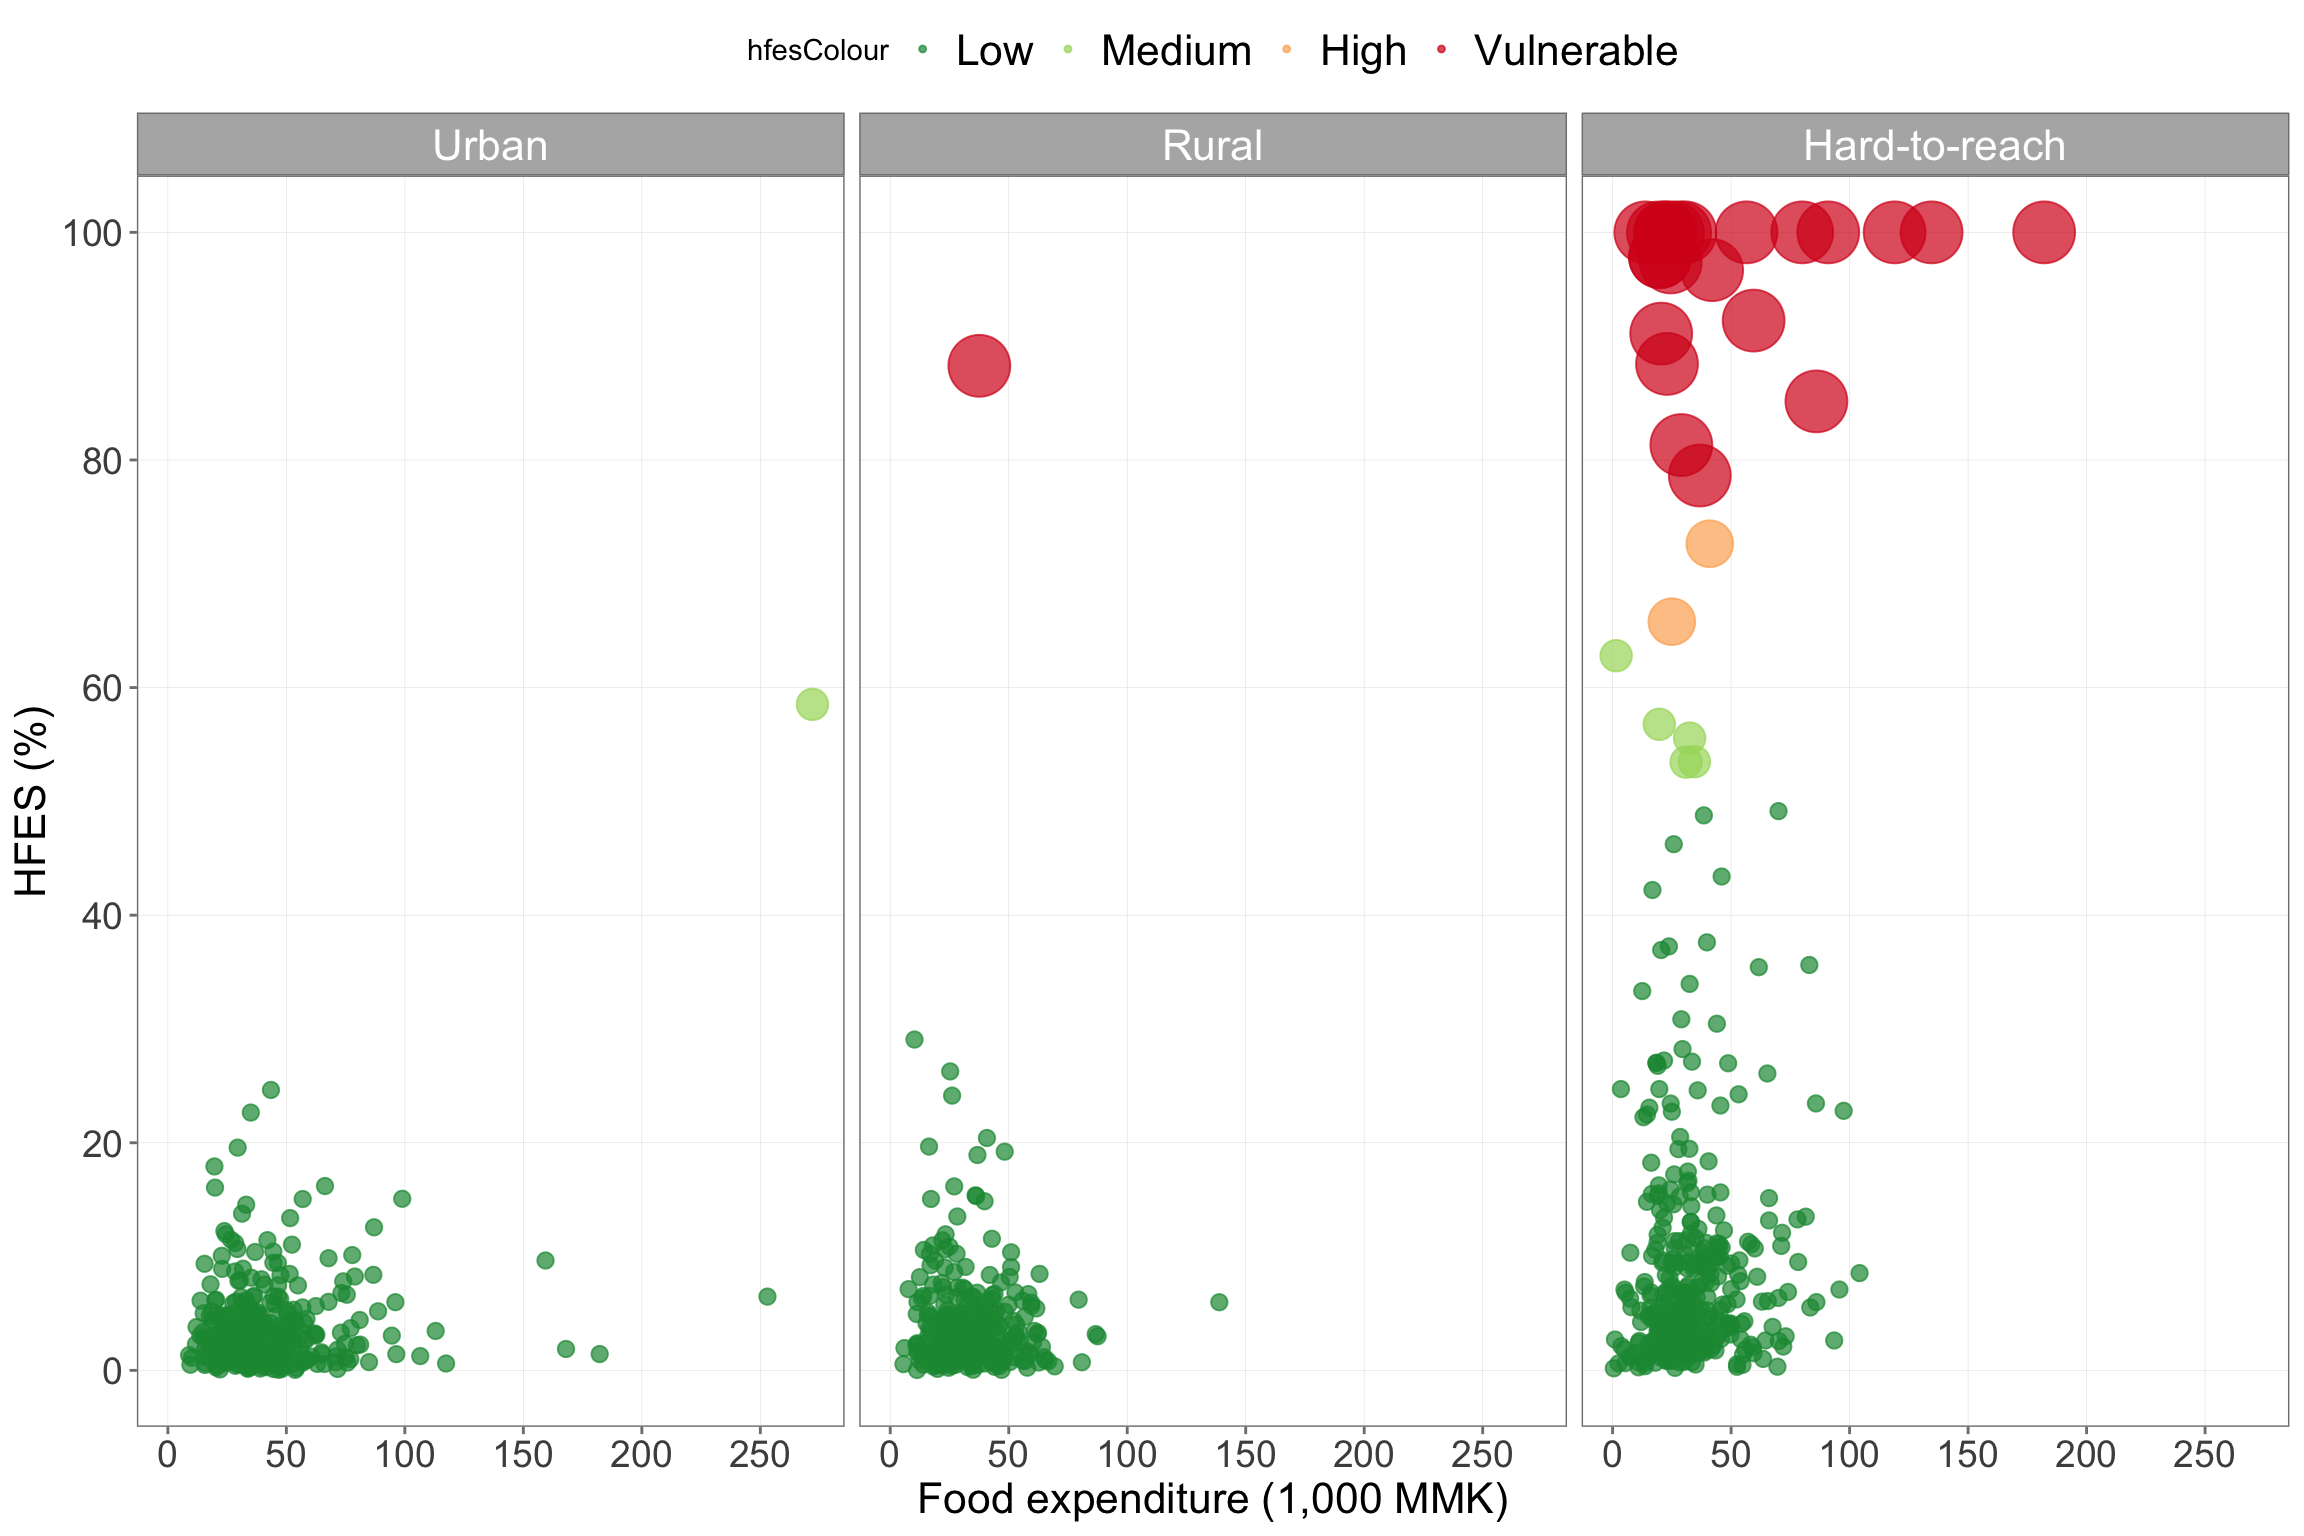 hfesColour Low Medium High Vulnerable
Urban Rural Hard-to-reach
100
80
60
40
20
0
HFES (%)
0 50 100 150 200 250 0 50 100 150 200 250 0 50 100 150 200 250
Food expenditure (1,000 MMK)